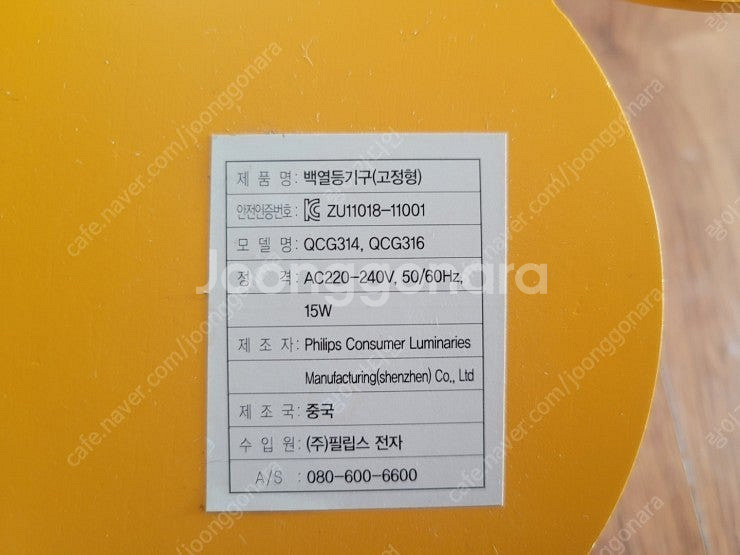 제 품 명 : 백열등기구(고정형)
안전인증번호 : ZU11018-11001
모 델 명 : QCG314, QCG316
정 격 : AC220-240V, 50/60Hz,
15W
제 조 자 : Philips Consumer Luminaries
Manufacturing(shenzhen) Co., Ltd
제 조 국 : 중국
수 입 원 : (주)필립스 전자
A/S : 080-600-6600
Joonggonara
cafe.naver.com/joonggonara